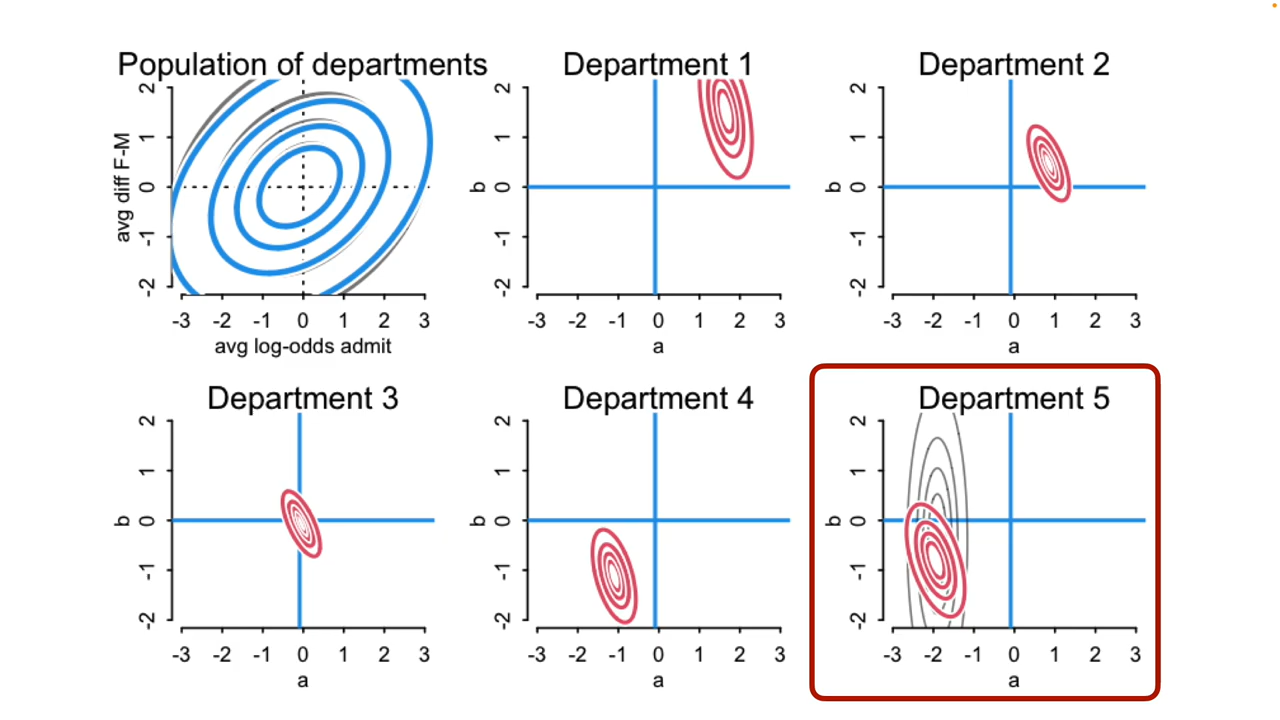 Population of departments
Department 1
Department 2
avg diff F-M
2
1
0
-1
-2
-3 -2 -1 0 1 2 3
avg log-odds admit
b
2
1
0
-1
-2
-3 -2 -1 0 1 2 3
a
b
2
1
0
-1
-2
-3 -2 -1 0 1 2 3
a
Department 3
Department 4
Department 5
b
2
1
0
-1
-2
-3 -2 -1 0 1 2 3
a
b
2
1
0
-1
-2
-3 -2 -1 0 1 2 3
a
b
2
1
0
-1
-2
-3 -2 -1 0 1 2 3
a